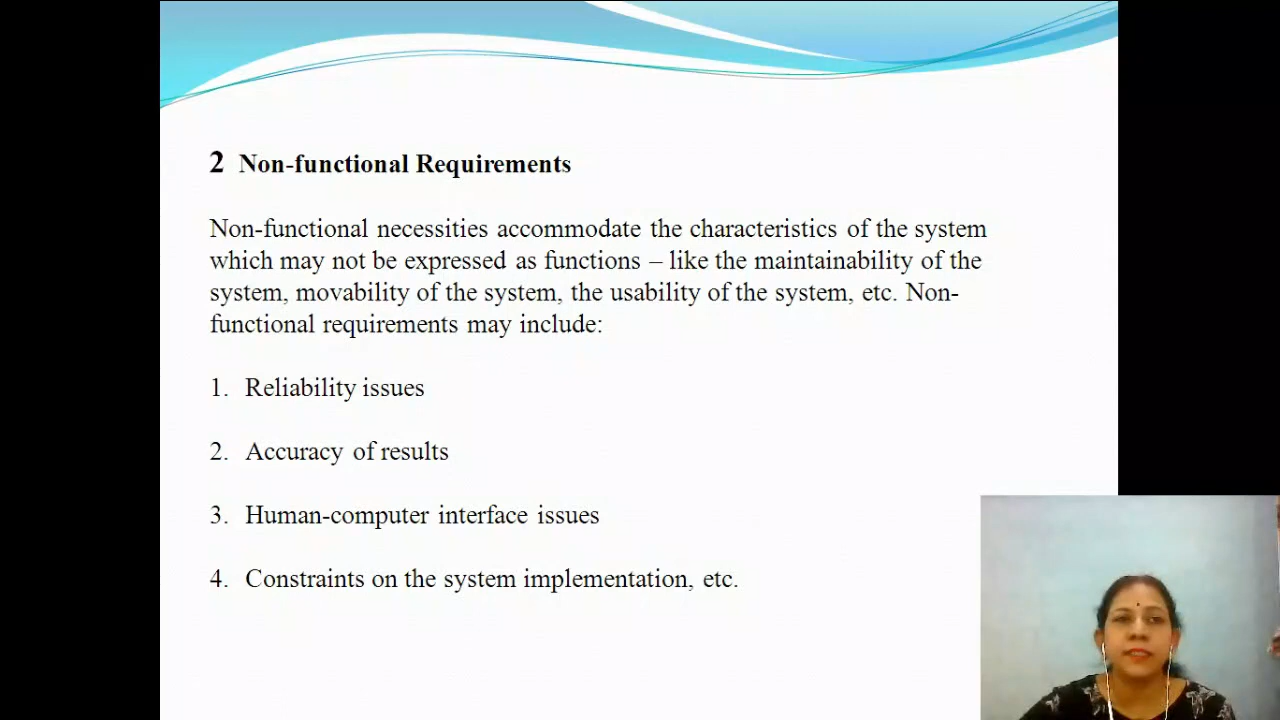 2 Non-functional Requirements
Non-functional necessities accommodate the characteristics of the system
which may not be expressed as functions – like the maintainability of the
system, movability of the system, the usability of the system, etc. Non-
functional requirements may include:
1. Reliability issues
2. Accuracy of results
3. Human-computer interface issues
4. Constraints on the system implementation, etc.